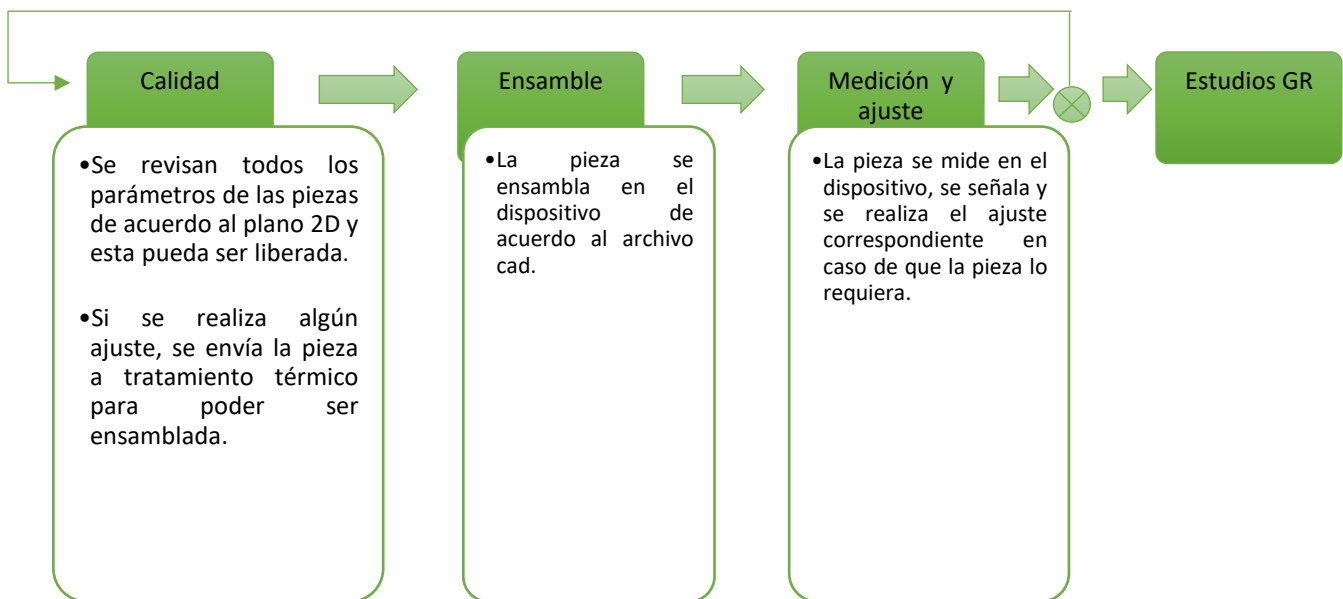 Calidad
•Se revisan todos los
parámetros de las piezas
de acuerdo al plano 2D y
esta pueda ser liberada.
•Si se realiza algún
ajuste, se envía la pieza
a tratamiento térmico
para poder ser
ensamblada.
Ensamble
•La pieza se
ensambla en el
dispositivo de
acuerdo al archivo
cad.
Medición y
ajuste
•La pieza se mide en el
dispositivo, se señala y
se realiza el ajuste
correspondiente en
caso de que la pieza lo
requiera.
Estudios GR